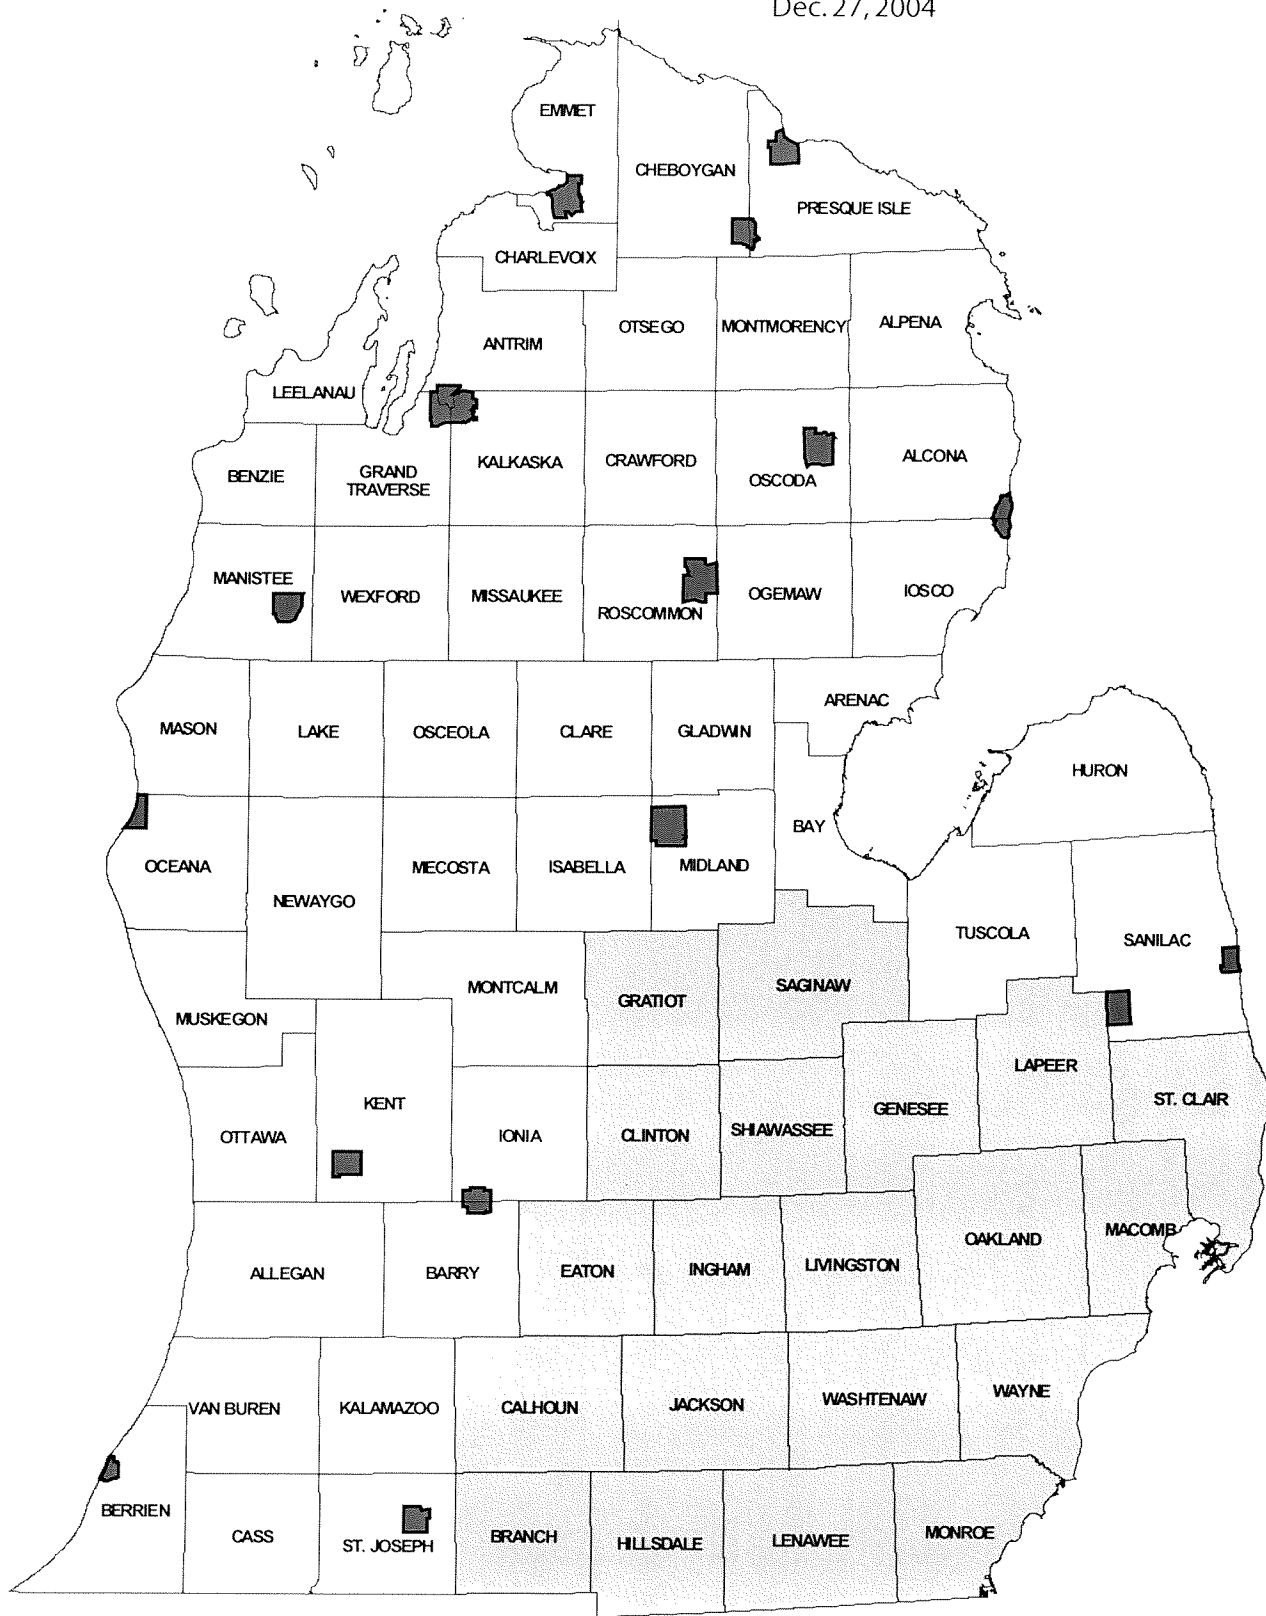 Dec. 27, 2004
EMMET
CHEBOYGAN
PRESQUE ISLE
CHARLEVOIX
OTSEGO
MONTMORENCY
ALPENA
ANTRIM
LEELANAU
BENZIE
GRAND
TRAVERSE
KALKASKA
CRAWFORD
OSCODA
ALCONA
MANISTEE
WEXFORD
MISSAUKEE
ROSCOMMON
OGEMAW
IOSCO
MASON
LAKE
OSCEOLA
CLARE
GLADWIN
ARENAC
HURON
OCEANA
NEWAYGO
MECOSTA
ISABELLA
MIDLAND
BAY
TUSCOLA
SANILAC
MUSKEGON
MONTCALM
GRATIOT
SAGINAW
LAPEER
ST. CLAIR
OTTAWA
KENT
IONIA
CLINTON
SHIAWASSEE
GENESEE
ALLEGAN
BARRY
EATON
INGHAM
LIVINGSTON
OAKLAND
MACOMB
VAN BUREN
KALAMAZOO
CALHOUN
JACKSON
WASHTENAW
WAYNE
BERRIEN
CASS
ST. JOSEPH
BRANCH
HILLSDALE
LENAWEE
MONROE